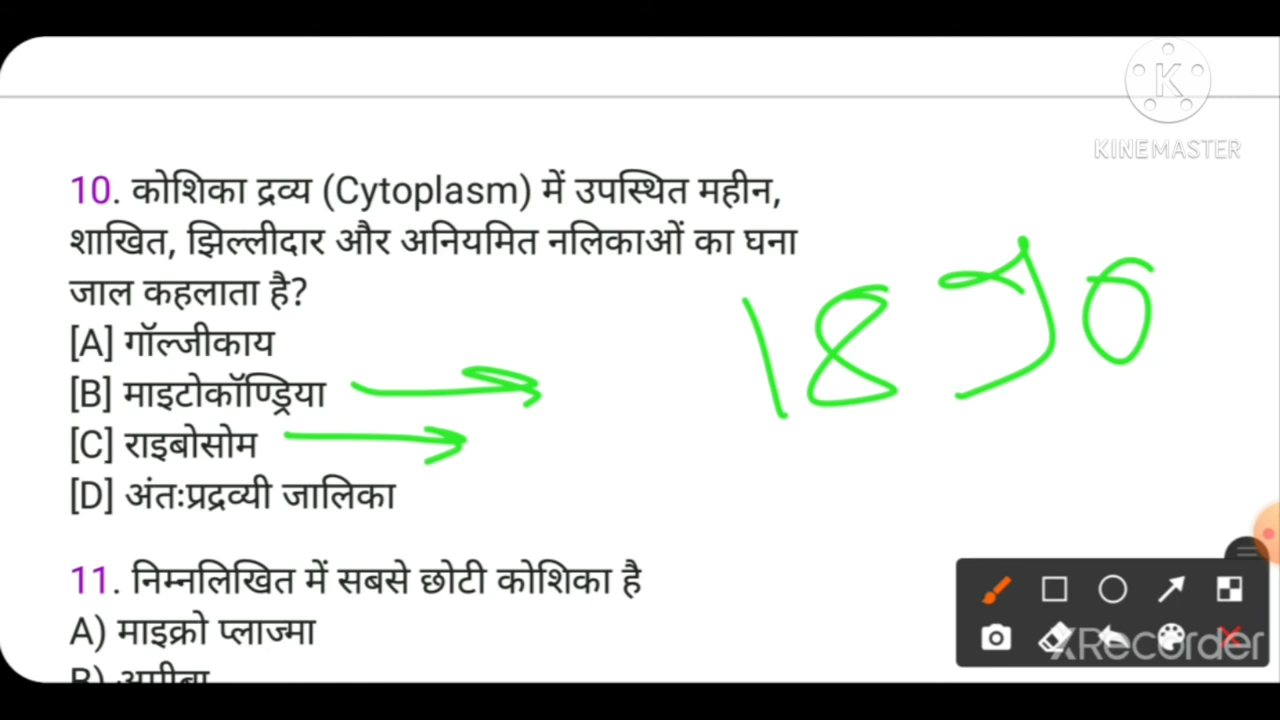 KINEMASTER
10. कोशिका द्रव्य (Cytoplasm) में उपस्थित महीन,
शाखित, झिल्लीदार और अनियमित नलिकाओं का घना
जाल कहलाता है?
[A] गॉल्जीकाय
[B] माइटोकॉण्ड्रिया
[C] राइबोसोम
[D] अंतःप्रद्रव्यी जालिका
11. निम्नलिखित में सबसे छोटी कोशिका है
A) माइक्रो प्लाज्मा
XRecorder